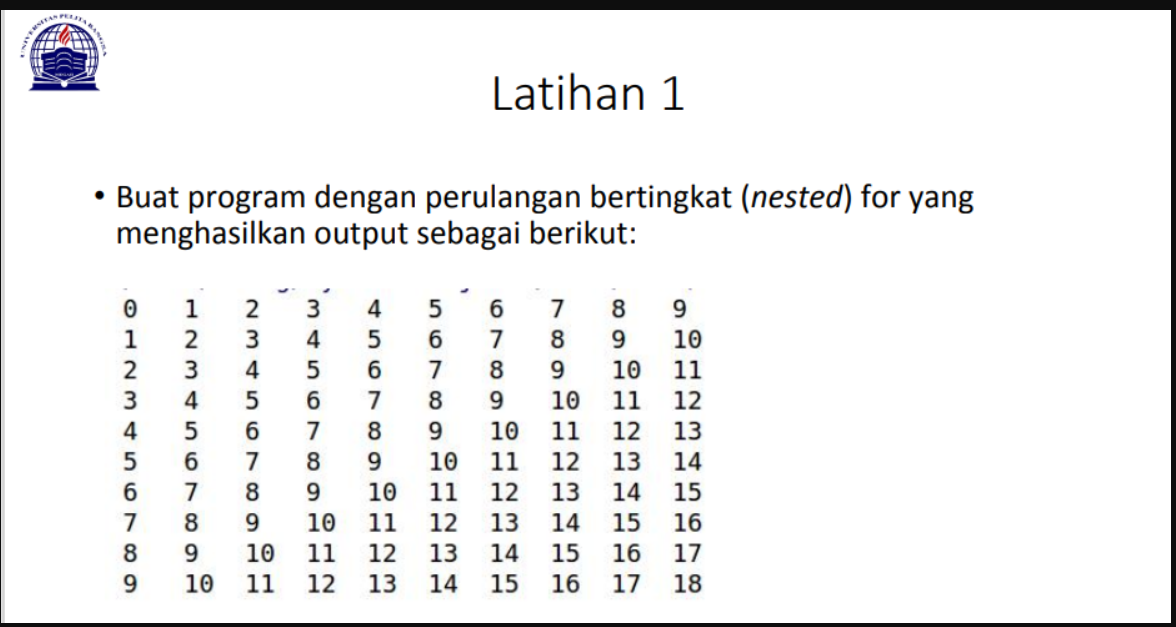 UNIVERSITAS PELITA BANGSA
Latihan 1
• Buat program dengan perulangan bertingkat (nested) for yang
menghasilkan output sebagai berikut:
0 1 2 3 4 5 6 7 8 9
1 2 3 4 5 6 7 8 9 10
2 3 4 5 6 7 8 9 10 11
3 4 5 6 7 8 9 10 11 12
4 5 6 7 8 9 10 11 12 13
5 6 7 8 9 10 11 12 13 14
6 7 8 9 10 11 12 13 14 15
7 8 9 10 11 12 13 14 15 16
8 9 10 11 12 13 14 15 16 17
9 10 11 12 13 14 15 16 17 18